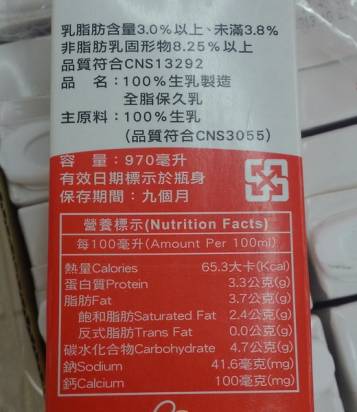 乳脂肪含量3.0%以上、未滿3.8%
非脂肪乳固形物8.25%以上
品質符合CNS13292
品 名：100%生乳製造
全脂保久乳
主原料：100%生乳
(品質符合CNS3055)
容 量：970毫升
有效日期標示於瓶身
保存期間：九個月
營養標示(Nutrition Facts)
每100毫升(Amount Per 100ml)
熱量Calories 65.3大卡(Kcal)
蛋白質Protein 3.3公克(g)
脂肪Fat 3.7公克(g)
飽和脂肪Saturated Fat 2.4公克(g)
反式脂肪Trans Fat 0.0公克(g)
碳水化合物Carbohydrate 4.7公克(g)
鈉Sodium 41.6毫克(mg)
鈣Calcium 100毫克(mg)